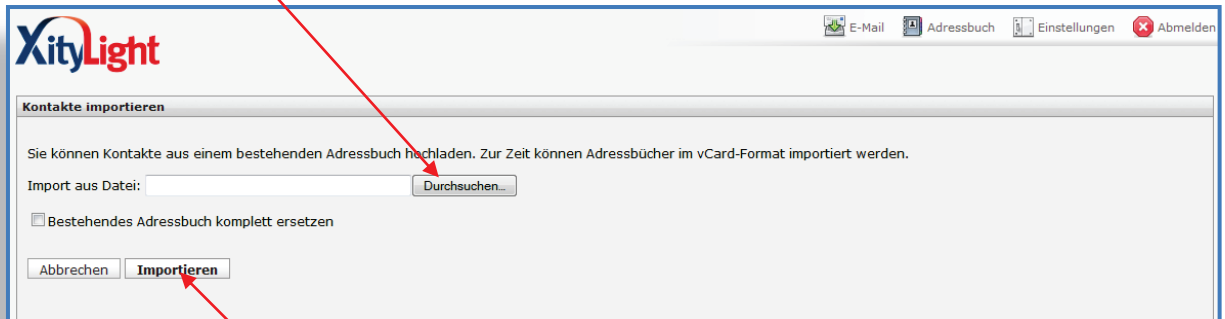 E-Mail Adressbuch Einstellungen Abmelden
XityLight
Kontakte importieren
Sie können Kontakte aus einem bestehenden Adressbuch hochladen. Zur Zeit können Adressbücher im vCard-Format importiert werden.
Import aus Datei: Durchsuchen...
Bestehendes Adressbuch komplett ersetzen
Abbrechen Importieren